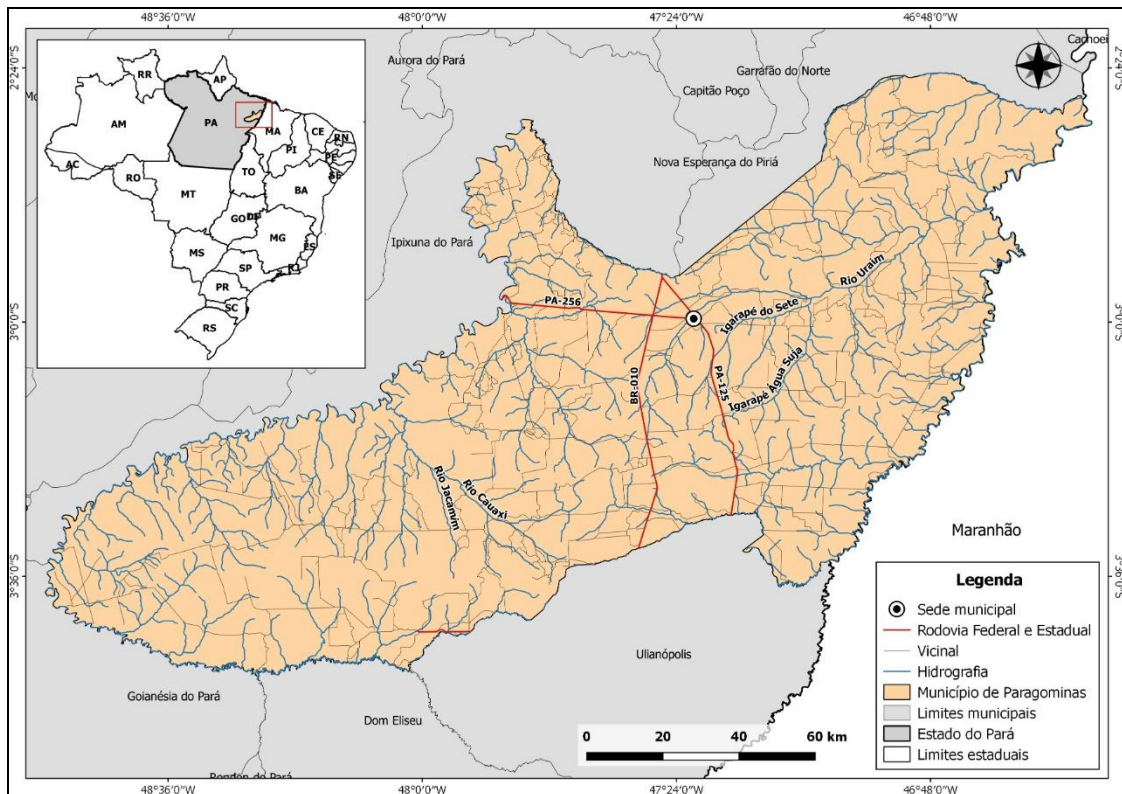 48°36'0"W
48°0'0"W
47°24'0"W
46°48'0"W
2°24'0"S
2°24'0"S
3°0'0"S
3°36'0"S
3°36'0"S
RR
AP
AM
PA
MA
CE
RN
PI
PE
SE
AC
RO
TO
BA
MT
GO
DF
MG
ES
MS
SP
RJ
PR
SC
RS
Aurora do Pará
Garrafão do Norte
Capitão Poço
Nova Esperança do Piriá
Ipixuna do Pará
PA-256
Rio Uraim
Igarapé do Sete
BR-010
PA-125
Igarapé Água Suja
Rio Cauaxi
Maranhão
Ulianópolis
Goianésia do Pará
Dom Eliseu
Legenda
Sede municipal
Rodovia Federal e Estadual
Vicinal
Hidrografia
Município de Paragominas
Limites municipais
Estado do Pará
Limites estaduais
0 20 40 60 km
48°36'0"W
48°0'0"W
47°24'0"W
46°48'0"W